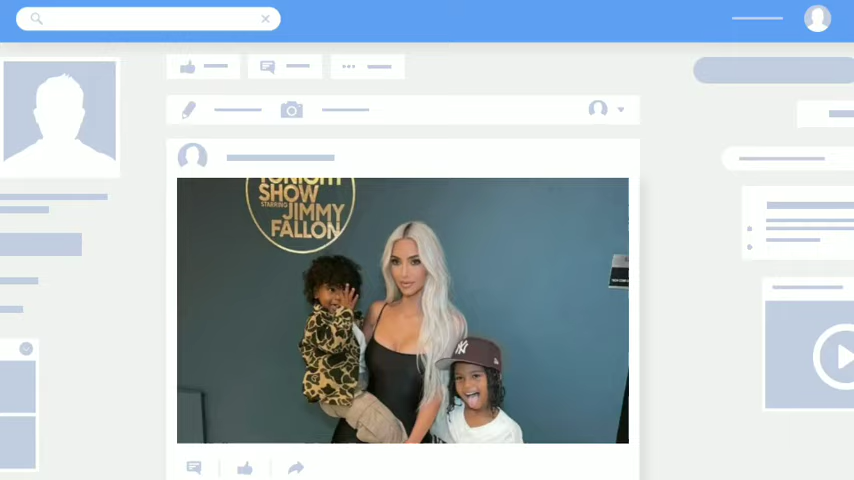 TONIGHT
SHOW
STARRING
JIMMY
FALLON
NY